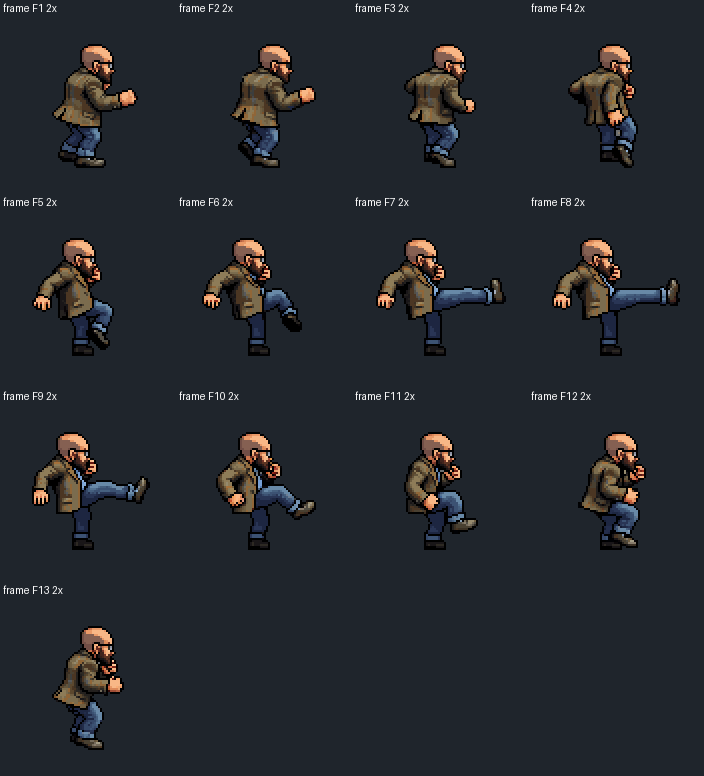 frame F1 2x
frame F2 2x
frame F3 2x
frame F4 2x
frame F5 2x
frame F6 2x
frame F7 2x
frame F8 2x
frame F9 2x
frame F10 2x
frame F11 2x
frame F12 2x
frame F13 2x